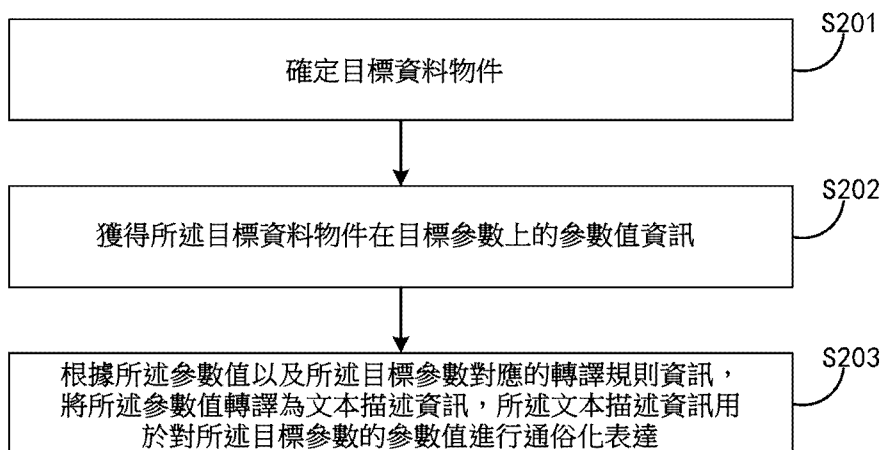 S201
確定目標資料物件
S202
獲得所述目標資料物件在目標參數上的參數值資訊
S203
根據所述參數值以及所述目標參數對應的轉譯規則資訊，
將所述參數值轉譯為文本描述資訊，所述文本描述資訊用
於對所述目標參數的參數值進行通俗化表達